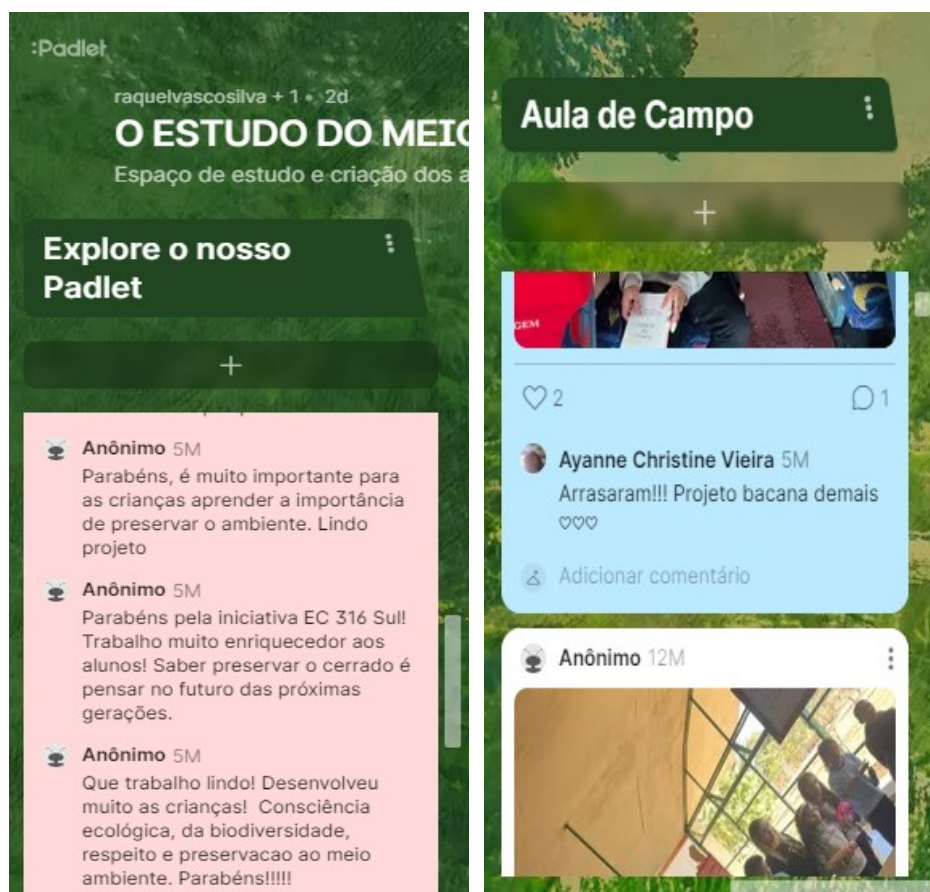 :Padlet
raquelvascosilva + 1 • 2d
O ESTUDO DO MEIO
Espaço de estudo e criação dos a
Explore o nosso
Padlet
+
Anônimo 5M
Parabéns, é muito importante para
as crianças aprender a importância
de preservar o ambiente. Lindo
projeto
Anônimo 5M
Parabéns pela iniciativa EC 316 Sul!
Trabalho muito enriquecedor aos
alunos! Saber preservar o cerrado é
pensar no futuro das próximas
gerações.
Anônimo 5M
Que trabalho lindo! Desenvolveu
muito as crianças! Consciência
ecológica, da biodiversidade,
respeito e preservacao ao meio
ambiente. Parabéns!!!!!
Aula de Campo
+
GEM
2 1
Ayanne Christine Vieira 5M
Arrasaram!!! Projeto bacana demais
♡♡♡
Adicionar comentário
Anônimo 12M